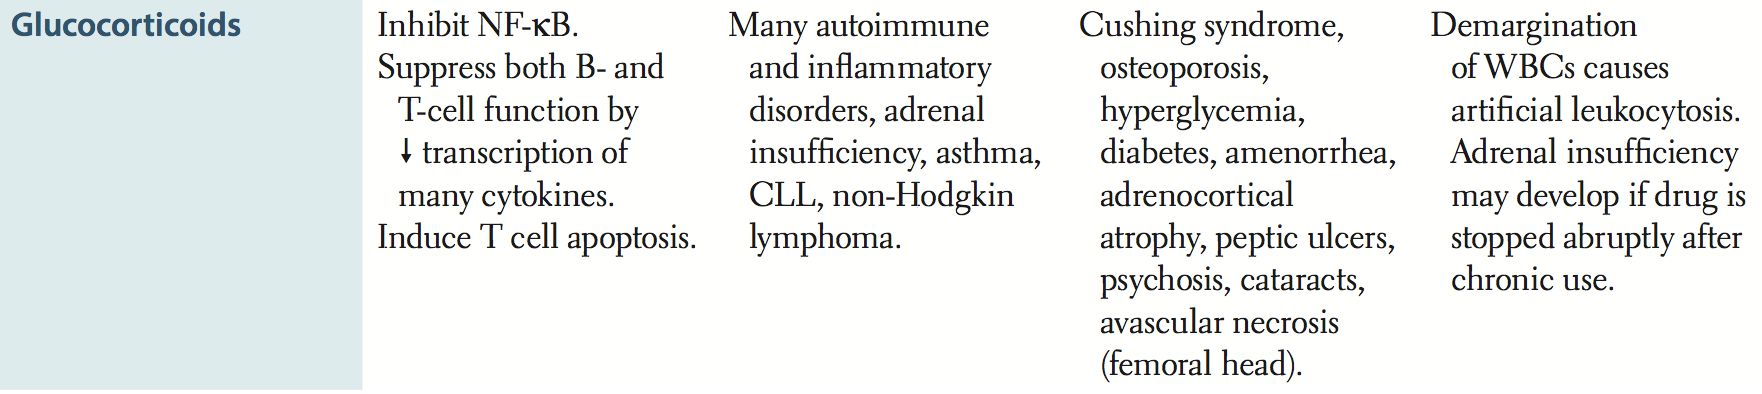 Glucocorticoids
Inhibit NF-κB.
Suppress both B- and
T-cell function by
↓ transcription of
many cytokines.
Induce T cell apoptosis.
Many autoimmune
and inflammatory
disorders, adrenal
insufficiency, asthma,
CLL, non-Hodgkin
lymphoma.
Cushing syndrome,
osteoporosis,
hyperglycemia,
diabetes, amenorrhea,
adrenocortical
atrophy, peptic ulcers,
psychosis, cataracts,
avascular necrosis
(femoral head).
Demargination
of WBCs causes
artificial leukocytosis.
Adrenal insufficiency
may develop if drug is
stopped abruptly after
chronic use.